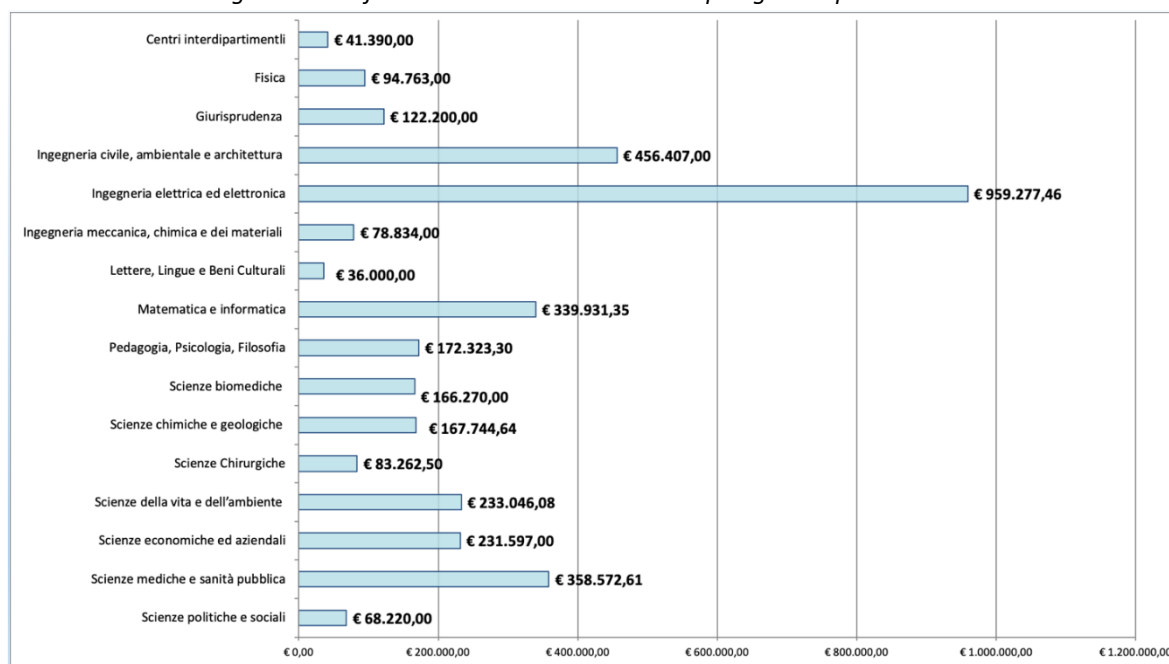 Centri interdipartimentli € 41.390,00
Fisica € 94.763,00
Giurisprudenza € 122.200,00
Ingegneria civile, ambientale e architettura € 456.407,00
Ingegneria elettrica ed elettronica € 959.277,46
Ingegneria meccanica, chimica e dei materiali € 78.834,00
Lettere, Lingue e Beni Culturali € 36.000,00
Matematica e informatica € 339.931,35
Pedagogia, Psicologia, Filosofia € 172.323,30
Scienze biomediche € 166.270,00
Scienze chimiche e geologiche € 167.744,64
Scienze Chirurgiche € 83.262,50
Scienze della vita e dell'ambiente € 233.046,08
Scienze economiche ed aziendali € 231.597,00
Scienze mediche e sanità pubblica € 358.572,61
Scienze politiche e sociali € 68.220,00
€ 0,00 € 200.000,00 € 400.000,00 € 600.000,00 € 800.000,00 € 1.000.000,00 € 1.200.000,00